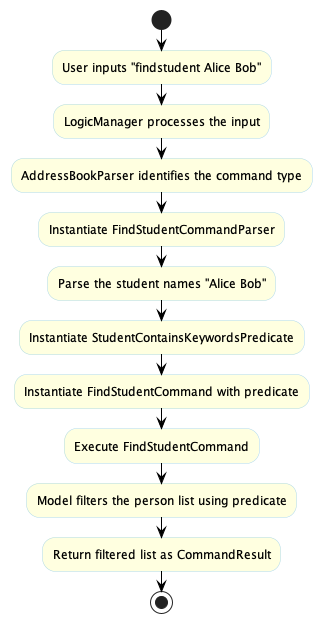 User inputs "findstudent Alice Bob"
LogicManager processes the input
AddressBookParser identifies the command type
Instantiate FindStudentCommandParser
Parse the student names "Alice Bob"
Instantiate StudentContainsKeywordsPredicate
Instantiate FindStudentCommand with predicate
Execute FindStudentCommand
Model filters the person list using predicate
Return filtered list as CommandResult